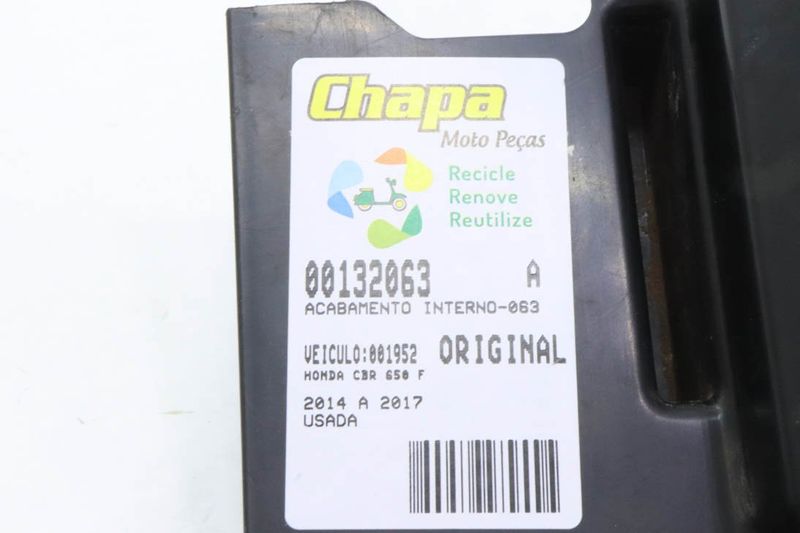 Chapa
Moto Peças
Recicle
Renove
Reutilize
00132063 A
ACABAMENTO INTERNO-063
VEICULO:001952 ORIGINAL
HONDA CBR 650 F
2014 A 2017
USADA